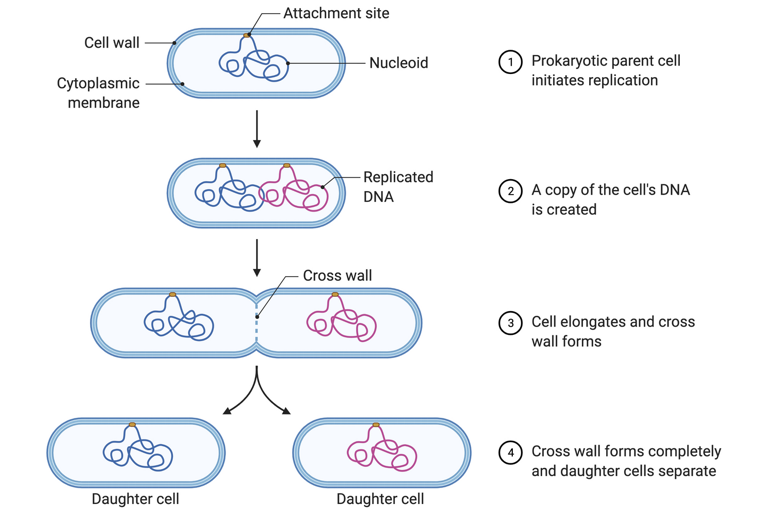 Attachment site
Cell wall
Nucleoid
Cytoplasmic
membrane
1 Prokaryotic parent cell
initiates replication
Replicated
DNA
2 A copy of the cell's DNA
is created
Cross wall
3 Cell elongates and cross
wall forms
4 Cross wall forms completely
and daughter cells separate
Daughter cell
Daughter cell